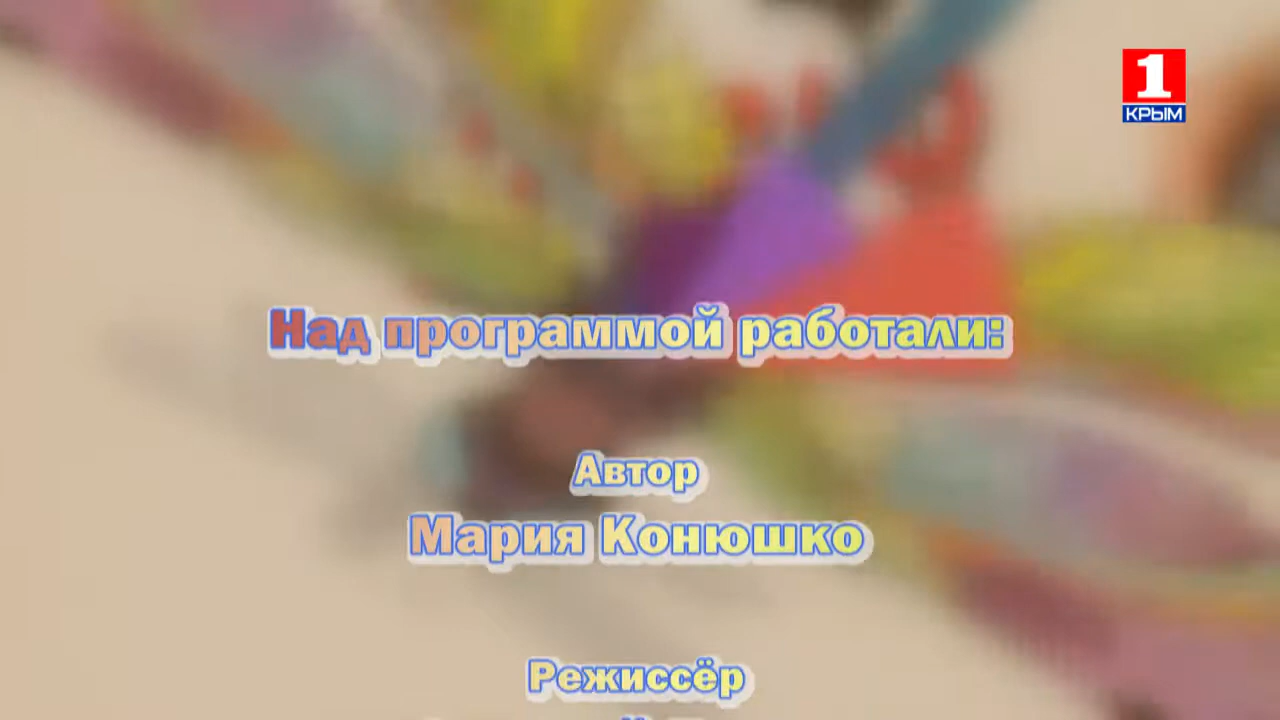 1
КРЫМ
Над программой работали:
Автор
Мария Конюшко
Режиссёр